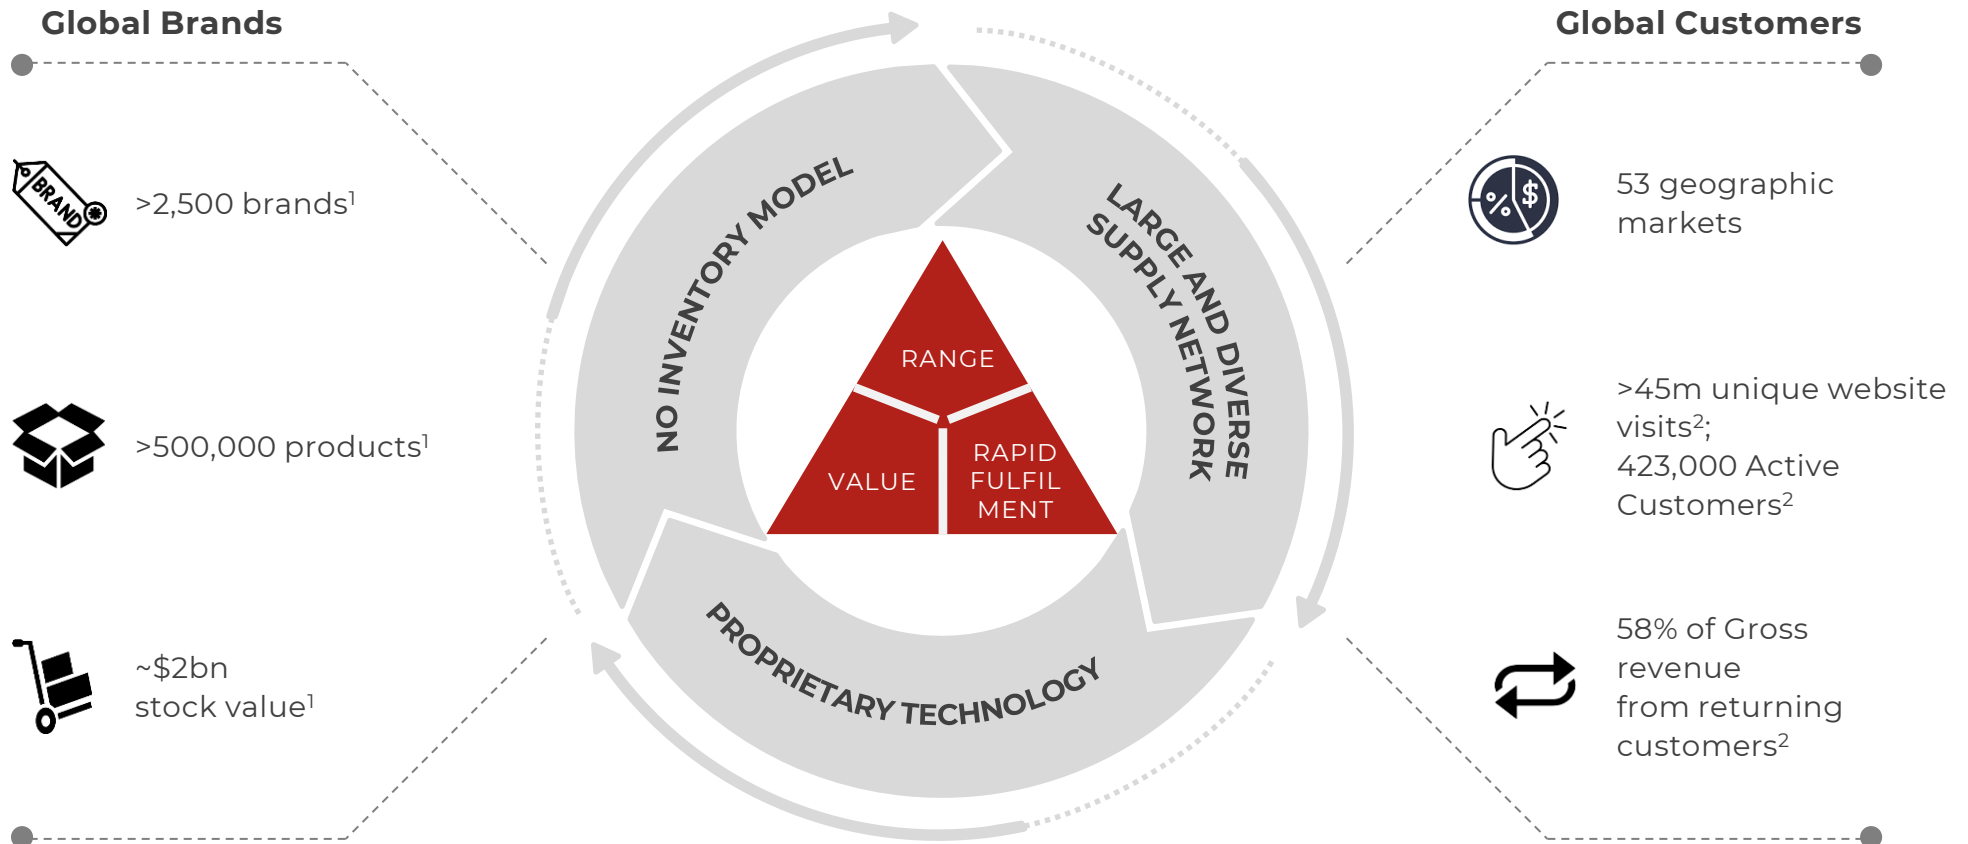 Global Brands
BRAND
>2,500 brands¹
>500,000 products¹
~$2bn
stock value¹
NO INVENTORY MODEL
LARGE AND DIVERSE
SUPPLY NETWORK
PROPRIETARY TECHNOLOGY
RANGE
VALUE
RAPID
FULFIL
MENT
Global Customers
% $
53 geographic
markets
>45m unique website
visits²;
423,000 Active
Customers²
58% of Gross
revenue
from returning
customers²